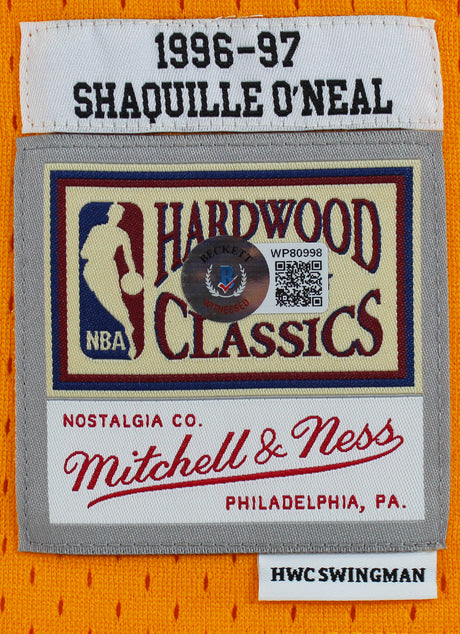 1996-97
SHAQUILLE O'NEAL
HARDWOOD
BECKETT
WITNESSED
WP80998
CLASSICS
NBA
NOSTALGIA CO.
Mitchell & Ness
PHILADELPHIA, PA.
HWC SWINGMAN